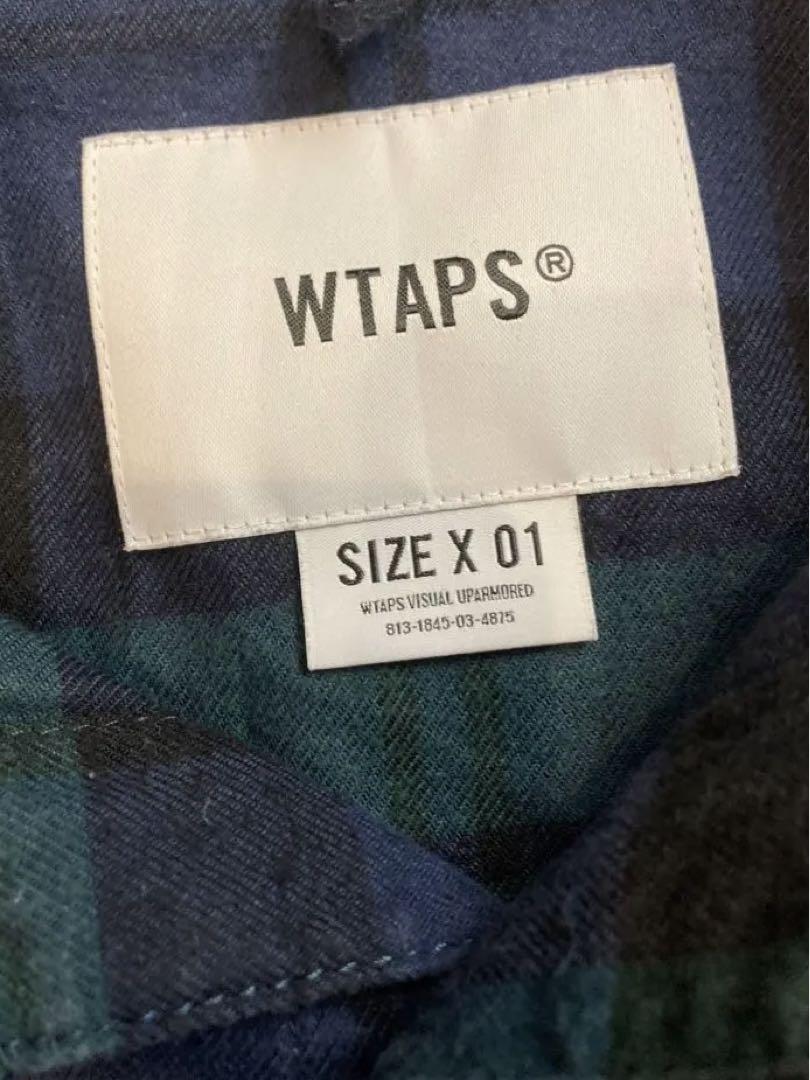 WTAPS®
SIZE X 01
WTAPS VISUAL UPARMORED
813-1845-03-4875